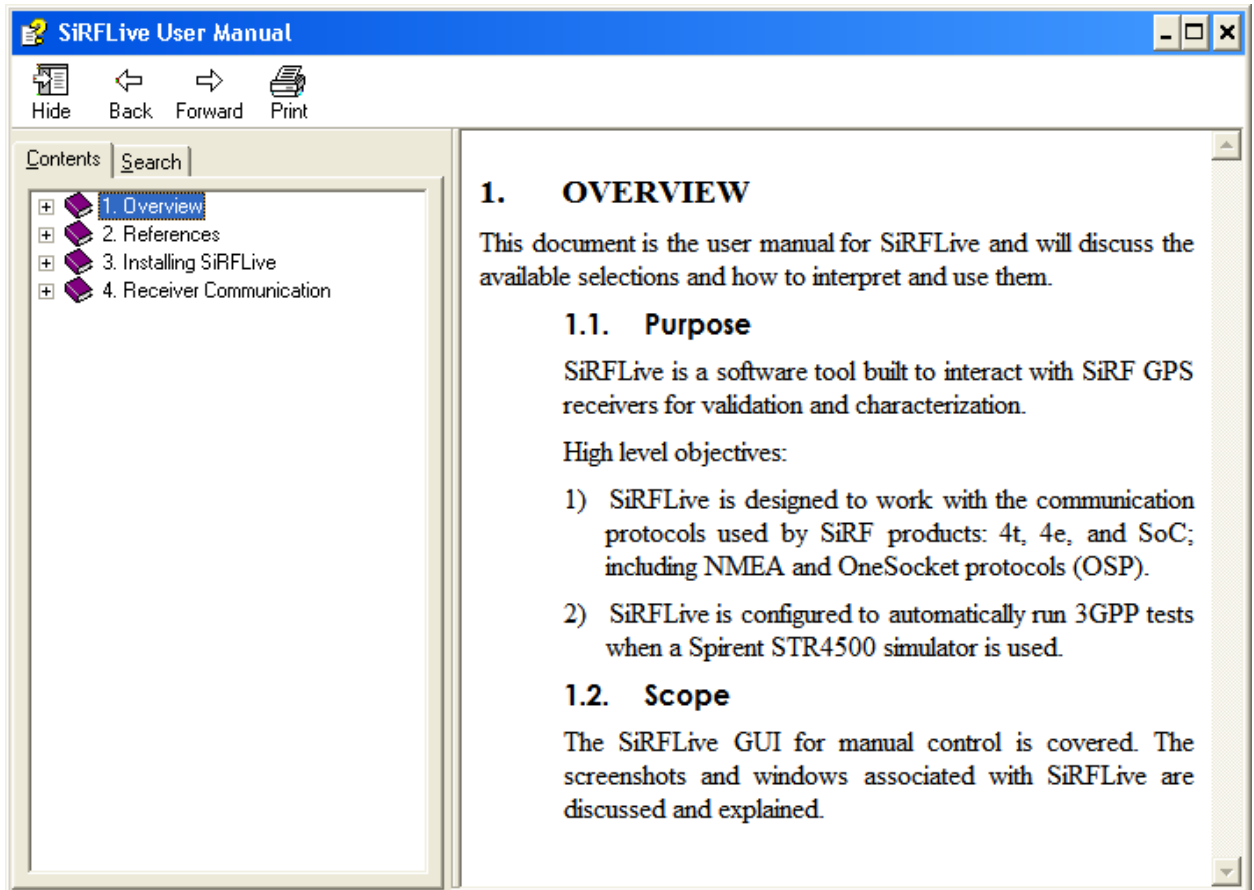 SiRFLive User Manual
Hide Back Forward Print
Contents Search
1. Overview
2. References
3. Installing SiRFLive
4. Receiver Communication
1. OVERVIEW
This document is the user manual for SiRFLive and will discuss the
available selections and how to interpret and use them.
1.1. Purpose
SiRFLive is a software tool built to interact with SiRF GPS
receivers for validation and characterization.
High level objectives:
1) SiRFLive is designed to work with the communication
protocols used by SiRF products: 4t, 4e, and SoC;
including NMEA and OneSocket protocols (OSP).
2) SiRFLive is configured to automatically run 3GPP tests
when a Spirent STR4500 simulator is used.
1.2. Scope
The SiRFLive GUI for manual control is covered. The
screenshots and windows associated with SiRFLive are
discussed and explained.